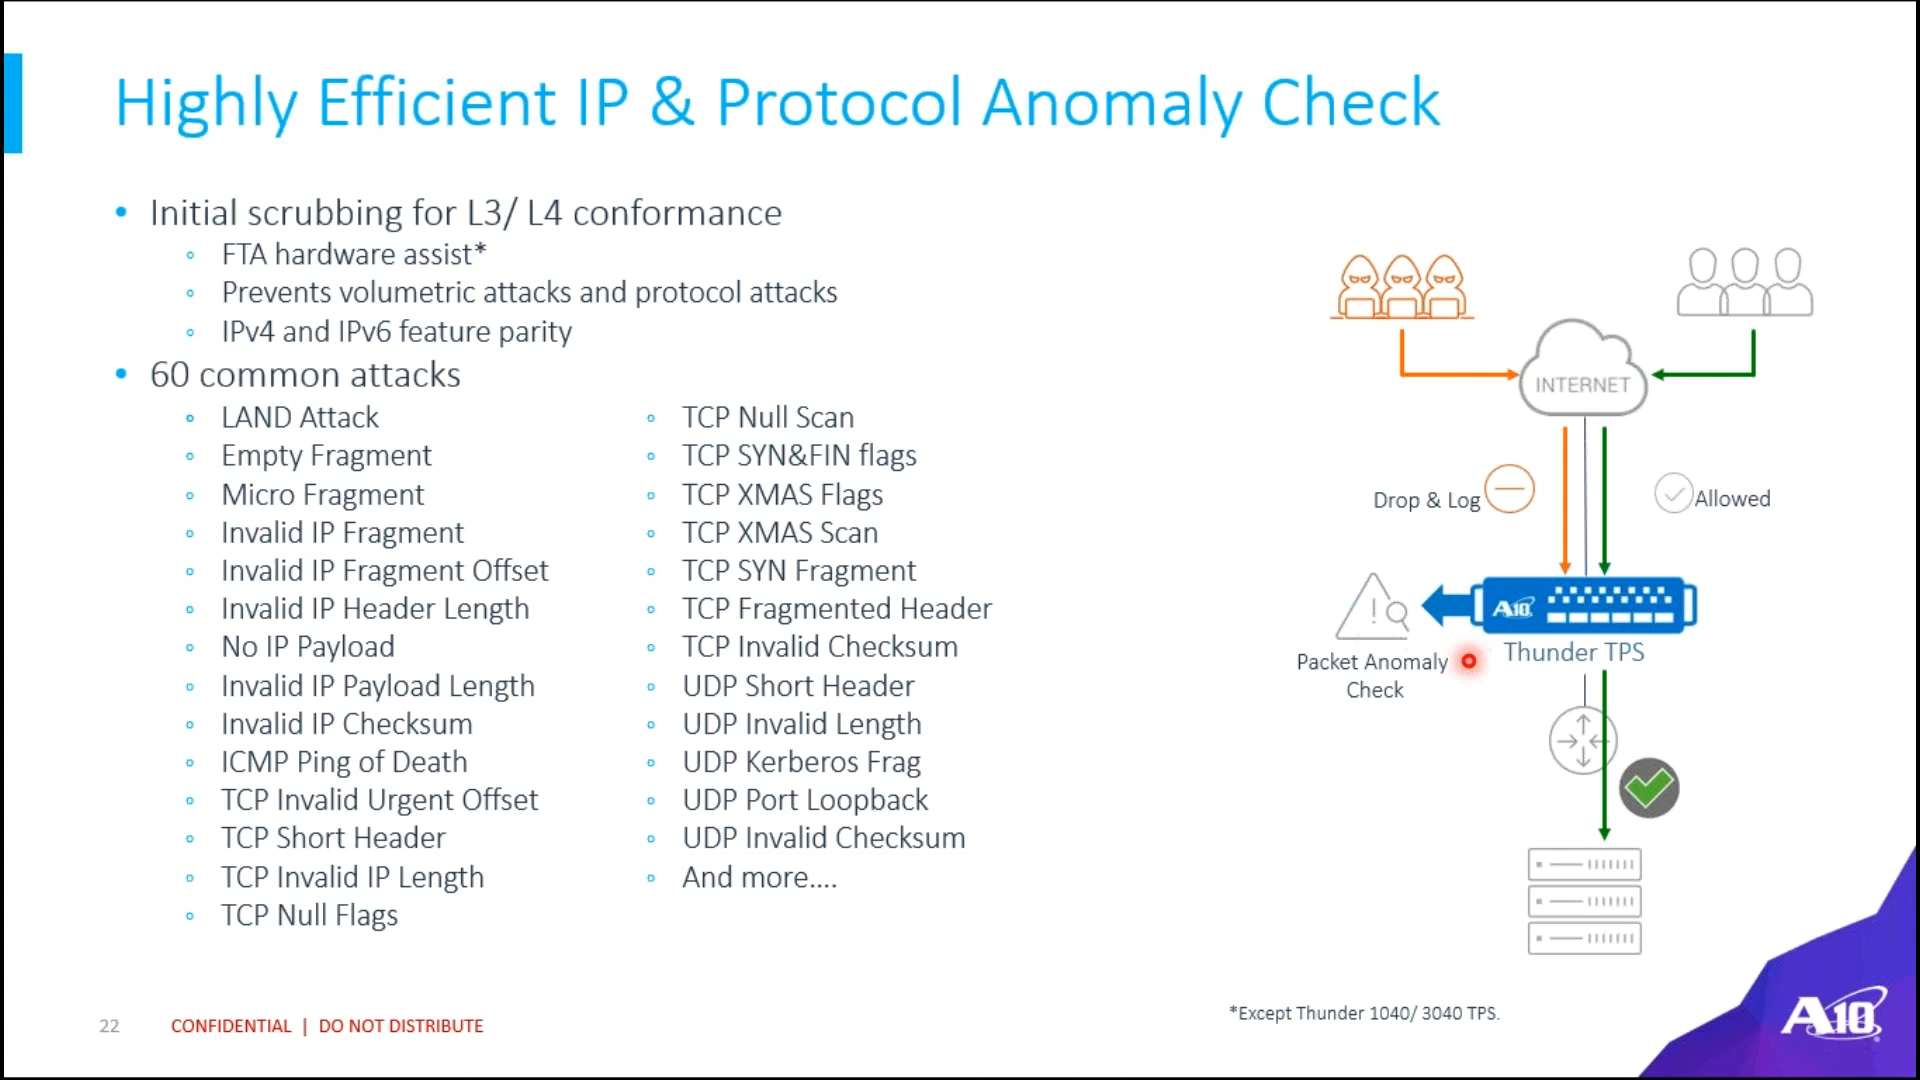 Highly Efficient IP & Protocol Anomaly Check
• Initial scrubbing for L3/ L4 conformance
◦ FTA hardware assist*
◦ Prevents volumetric attacks and protocol attacks
◦ IPv4 and IPv6 feature parity
• 60 common attacks
◦ LAND Attack
◦ Empty Fragment
◦ Micro Fragment
◦ Invalid IP Fragment
◦ Invalid IP Fragment Offset
◦ Invalid IP Header Length
◦ No IP Payload
◦ Invalid IP Payload Length
◦ Invalid IP Checksum
◦ ICMP Ping of Death
◦ TCP Invalid Urgent Offset
◦ TCP Short Header
◦ TCP Invalid IP Length
◦ TCP Null Flags
◦ TCP Null Scan
◦ TCP SYN&FIN flags
◦ TCP XMAS Flags
◦ TCP XMAS Scan
◦ TCP SYN Fragment
◦ TCP Fragmented Header
◦ TCP Invalid Checksum
◦ UDP Short Header
◦ UDP Invalid Length
◦ UDP Kerberos Frag
◦ UDP Port Loopback
◦ UDP Invalid Checksum
◦ And more....
INTERNET
Drop & Log
Allowed
A10
Thunder TPS
Packet Anomaly
Check
*Except Thunder 1040/ 3040 TPS.
22 CONFIDENTIAL | DO NOT DISTRIBUTE
A10